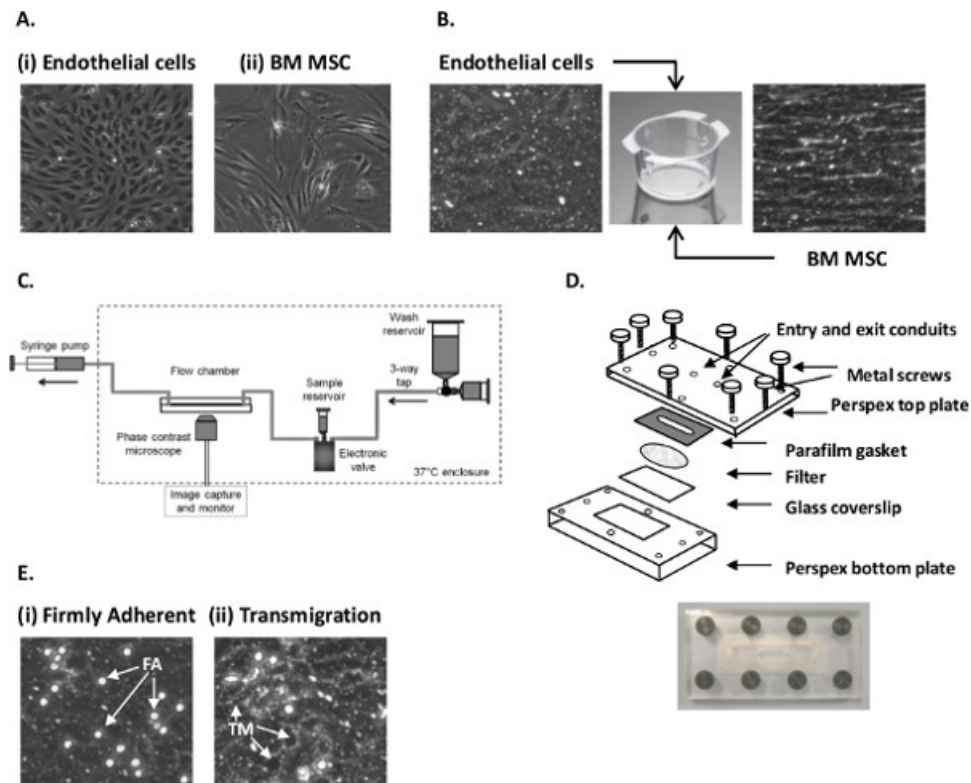 A.
(i) Endothelial cells
(ii) BM MSC
B.
Endothelial cells
BM MSC
C.
Syringe pump
Flow chamber
Phase contrast
microscope
Image capture
and monitor
Sample
reservoir
Electronic
valve
3-way
tap
Wash
reservoir
37°C enclosure
D.
Entry and exit conduits
Metal screws
Perspex top plate
Parafilm gasket
Filter
Glass coverslip
Perspex bottom plate
E.
(i) Firmly Adherent
FA
(ii) Transmigration
TM